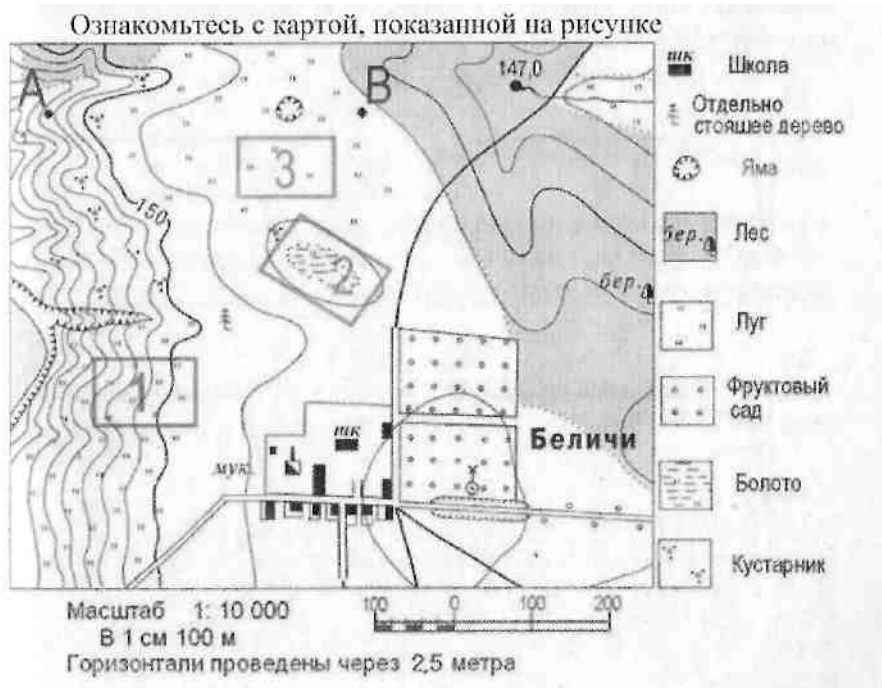 Ознакомьтесь с картой, показанной на рисунке
А
В
147,0
3
150
2
бер.
1
шк
мук.
Беличи
шк Школа
Отдельно
стоящее дерево
Яма
бер. Лес
Луг
Фруктовый
сад
Болото
Кустарник
Масштаб 1: 10 000
100 0 100 200
В 1 см 100 м
Горизонтали проведены через 2,5 метра